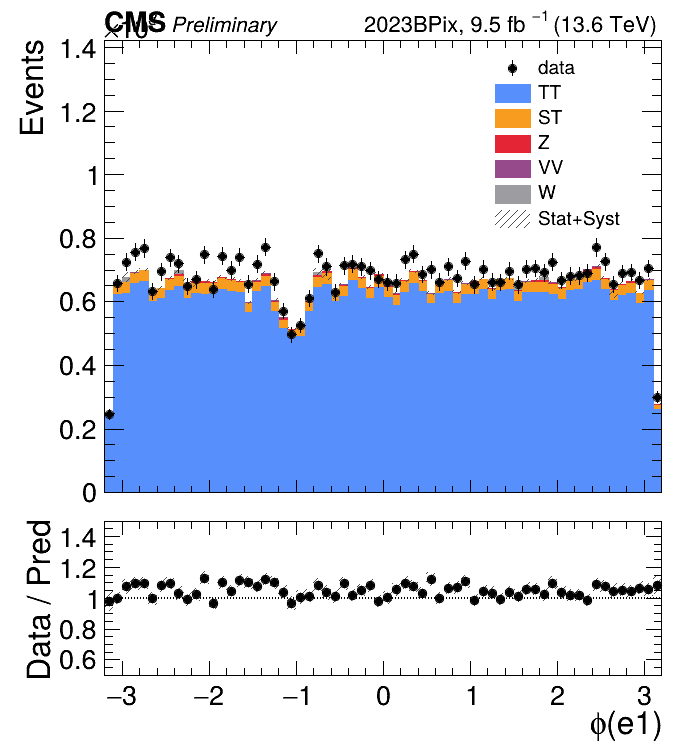 CMS Preliminary 2023BPix, 9.5 fb⁻¹ (13.6 TeV)
Events
1.4
1.2
1
0.8
0.6
0.4
0.2
0
data
TT
ST
Z
VV
W
Stat+Syst
Data / Pred
1.4
1.2
1
0.8
0.6
−3 −2 −1 0 1 2 3
ϕ(e1)